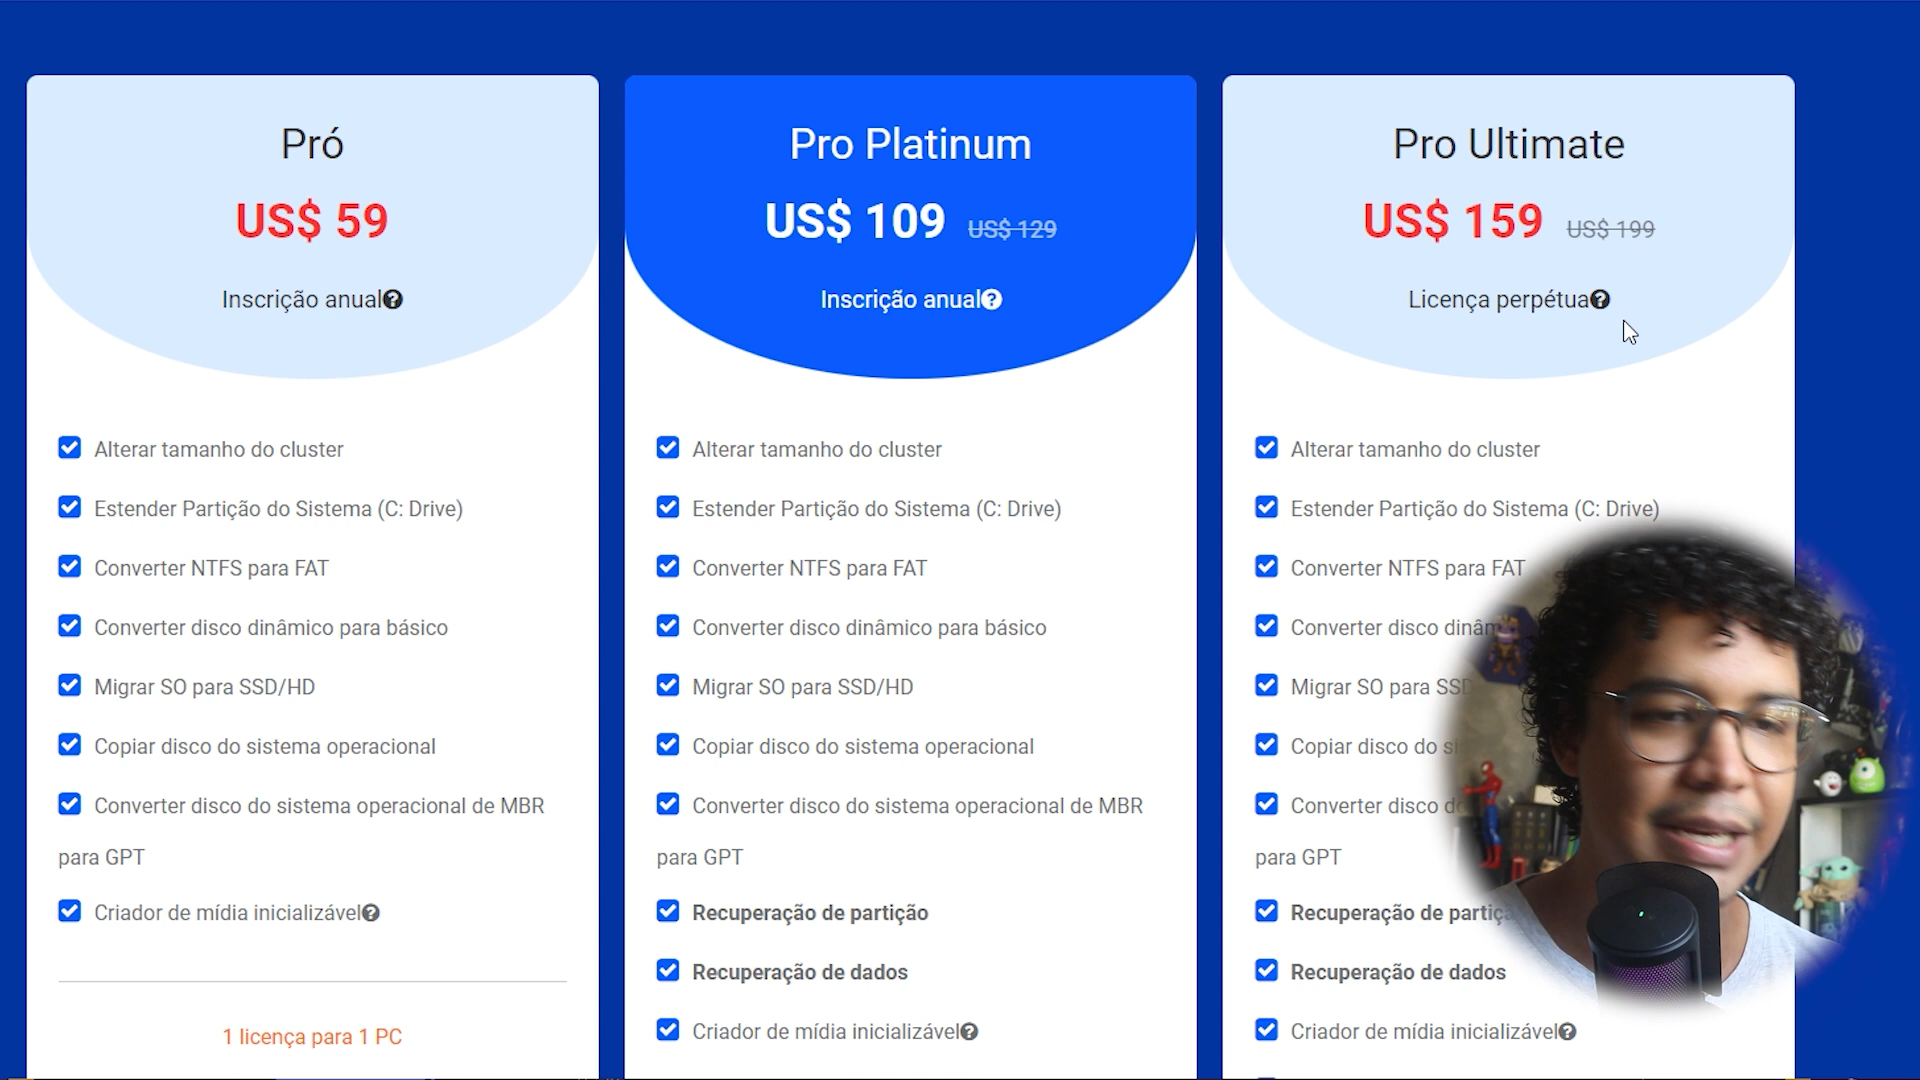 Pró
US$ 59
Inscrição anual
Alterar tamanho do cluster
Estender Partição do Sistema (C: Drive)
Converter NTFS para FAT
Converter disco dinâmico para básico
Migrar SO para SSD/HD
Copiar disco do sistema operacional
Converter disco do sistema operacional de MBR
para GPT
Criador de mídia inicializável
1 licença para 1 PC
Pro Platinum
US$ 109 US$ 129
Inscrição anual
Alterar tamanho do cluster
Estender Partição do Sistema (C: Drive)
Converter NTFS para FAT
Converter disco dinâmico para básico
Migrar SO para SSD/HD
Copiar disco do sistema operacional
Converter disco do sistema operacional de MBR
para GPT
Recuperação de partição
Recuperação de dados
Criador de mídia inicializável
Pro Ultimate
US$ 159 US$ 199
Licença perpétua
Alterar tamanho do cluster
Estender Partição do Sistema (C: Drive)
Converter NTFS para FAT
Converter disco
Migrar SO para
Copiar disco do
Converter disco
para GPT
Recuperação de
Recuperação de dados
Criador de mídia inicializável